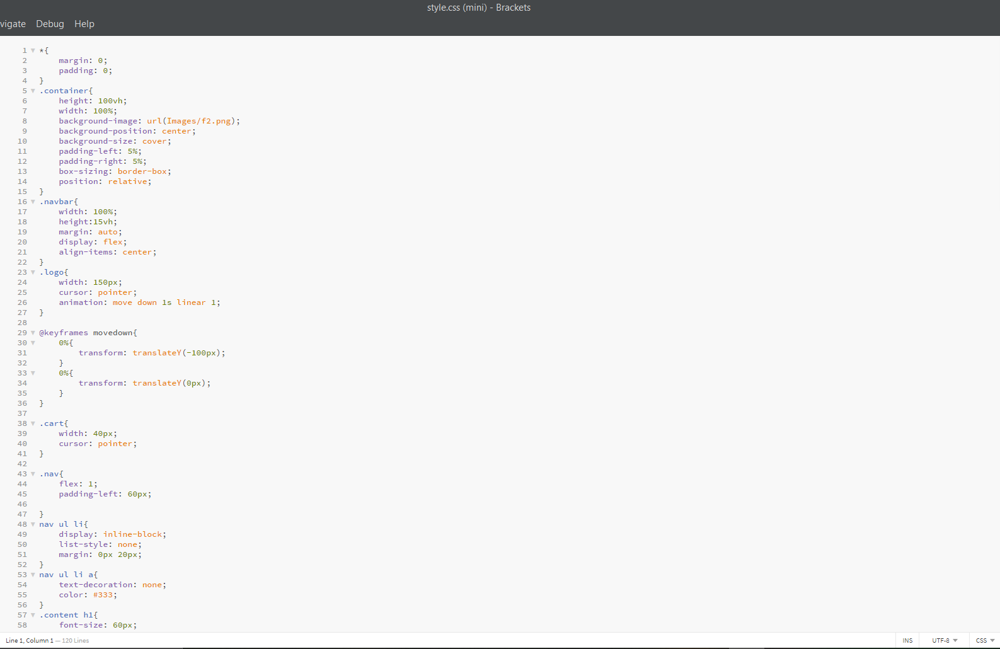 style.css (mini) - Brackets
vigate Debug Help
1 *{
2 margin: 0;
3 padding: 0;
4 }
5 .container{
6 height: 100vh;
7 width: 100%;
8 background-image: url(Images/f2.png);
9 background-position: center;
10 background-size: cover;
11 padding-left: 5%;
12 padding-right: 5%;
13 box-sizing: border-box;
14 position: relative;
15 }
16 .navbar{
17 width: 100%;
18 height:15vh;
19 margin: auto;
20 display: flex;
21 align-items: center;
22 }
23 .logo{
24 width: 150px;
25 cursor: pointer;
26 animation: move down 1s linear 1;
27 }
28
29 @keyframes movedown{
30 0%{
31 transform: translateY(-100px);
32 }
33 0%{
34 transform: translateY(0px);
35 }
36 }
37
38 .cart{
39 width: 40px;
40 cursor: pointer;
41 }
42
43 .nav{
44 flex: 1;
45 padding-left: 60px;
46
47 }
48 nav ul li{
49 display: inline-block;
50 list-style: none;
51 margin: 0px 20px;
52 }
53 nav ul li a{
54 text-decoration: none;
55 color: #333;
56 }
57 .content h1{
58 font-size: 60px;
Line 1, Column 1 — 120 Lines INS UTF-8 CSS